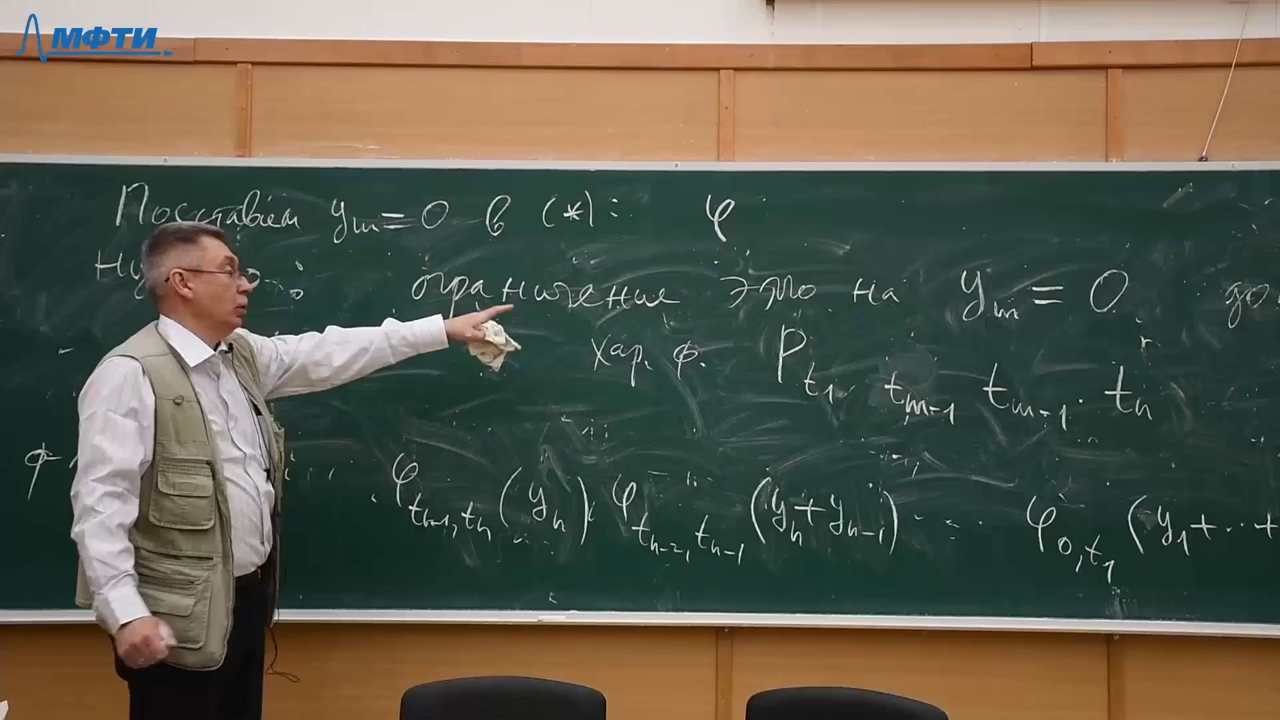 МФТИ
Поставим y_m = 0 в (*): φ
ограничение это на y_m = 0
хар. ф. P_{t_1 t_{m-1} t_{m-1} t_n}
φ_{t_{n-1}, t_n}(y_n) φ_{t_{n-2}, t_{n-1}}(y_n + y_{n-1}) ... φ_{0, t_1}(y_1 + ... +